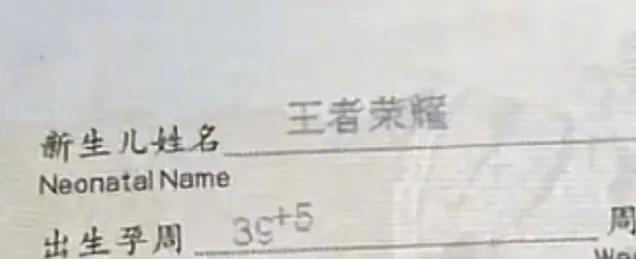 新生儿姓名 王者荣耀
Neonatal Name
出生孕周 39+5 周